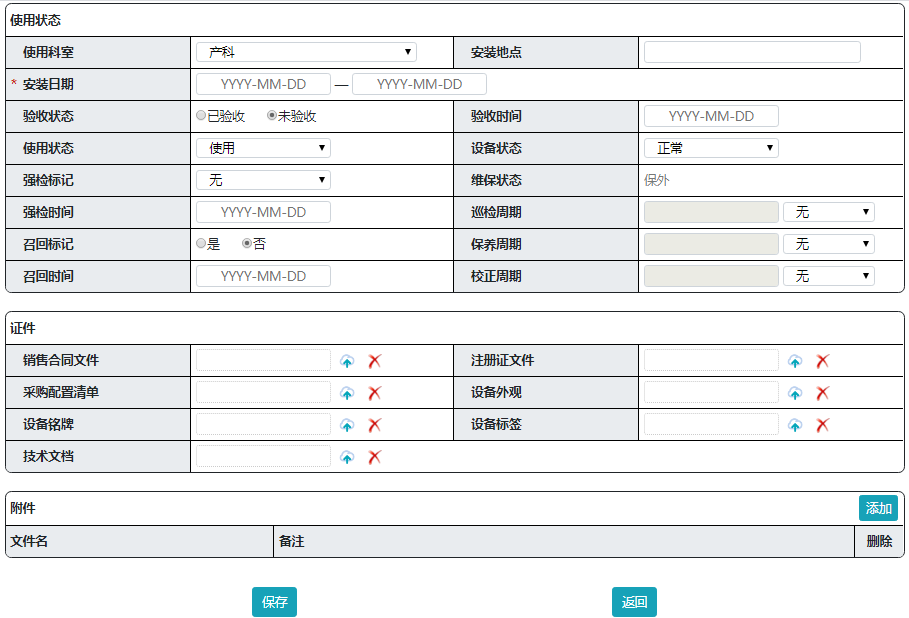 使用状态
使用科室 产科 安装地点
* 安装日期 YYYY-MM-DD — YYYY-MM-DD
验收状态 已验收 未验收 验收时间 YYYY-MM-DD
使用状态 使用 设备状态 正常
强检标记 无 维保状态 保外
强检时间 YYYY-MM-DD 巡检周期 无
召回标记 是 否 保养周期 无
召回时间 YYYY-MM-DD 校正周期 无
证件
销售合同文件 注册证文件
采购配置清单 设备外观
设备铭牌 设备标签
技术文档
附件 添加
文件名 备注 删除
保存 返回